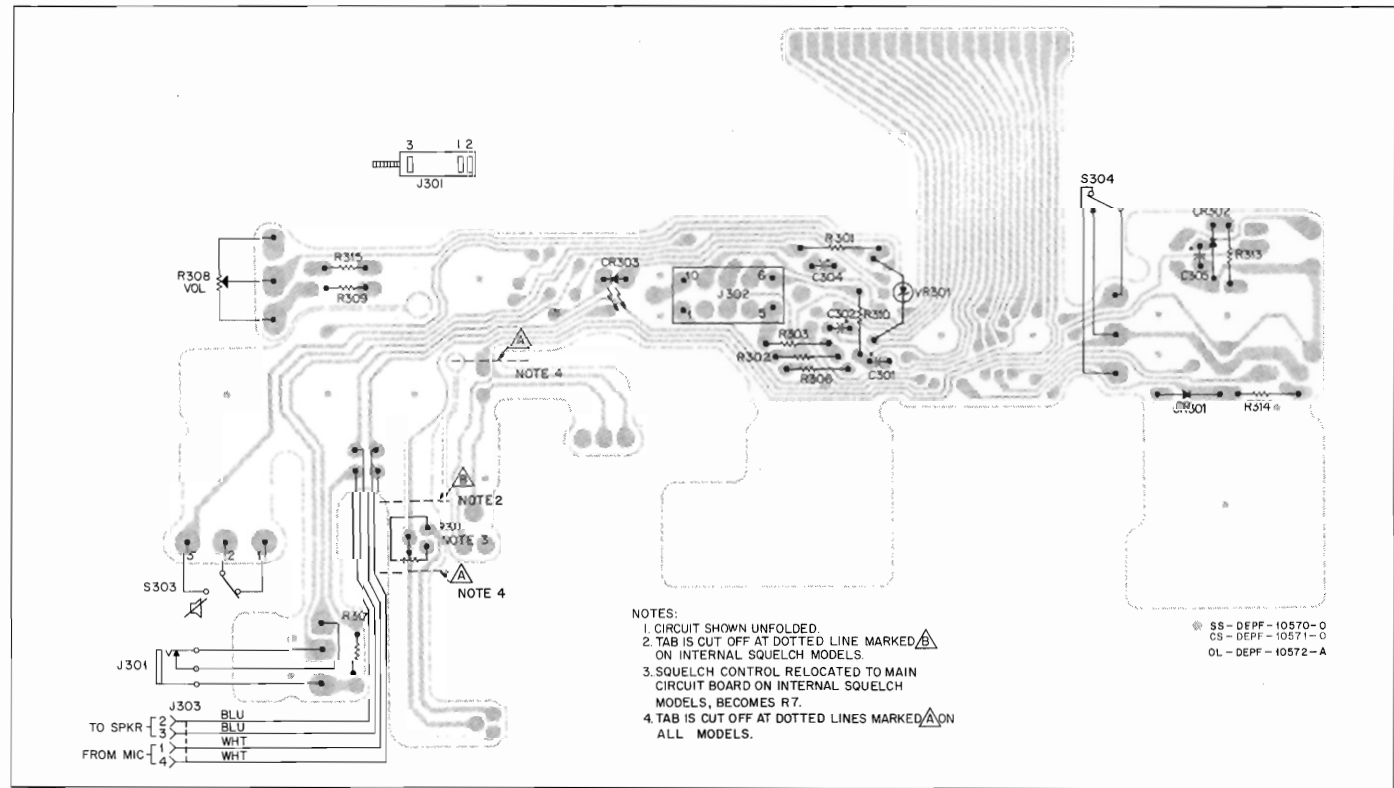 3 1 2
J301
S304
R308
VOL
R315
R309
CR303
10 6
J302
1 5
R301
C304
VR301
C302
R310
R303
R302
R306
C301
CR302
C305
R313
CR301
R314
A
NOTE 4
B
NOTE 2
R311
NOTE 3
A
NOTE 4
2 1
S303
R307
J301
J303
TO SPKR
2 BLU
3 BLU
FROM MIC
1 WHT
4 WHT
NOTES:
1. CIRCUIT SHOWN UNFOLDED.
2. TAB IS CUT OFF AT DOTTED LINE MARKED B
ON INTERNAL SQUELCH MODELS.
3. SQUELCH CONTROL RELOCATED TO MAIN
CIRCUIT BOARD ON INTERNAL SQUELCH
MODELS, BECOMES R7.
4. TAB IS CUT OFF AT DOTTED LINES MARKED A ON
ALL MODELS.
SS-DEPF-10570-O
CS-DEPF-10571-O
OL-DEPF-10572-A